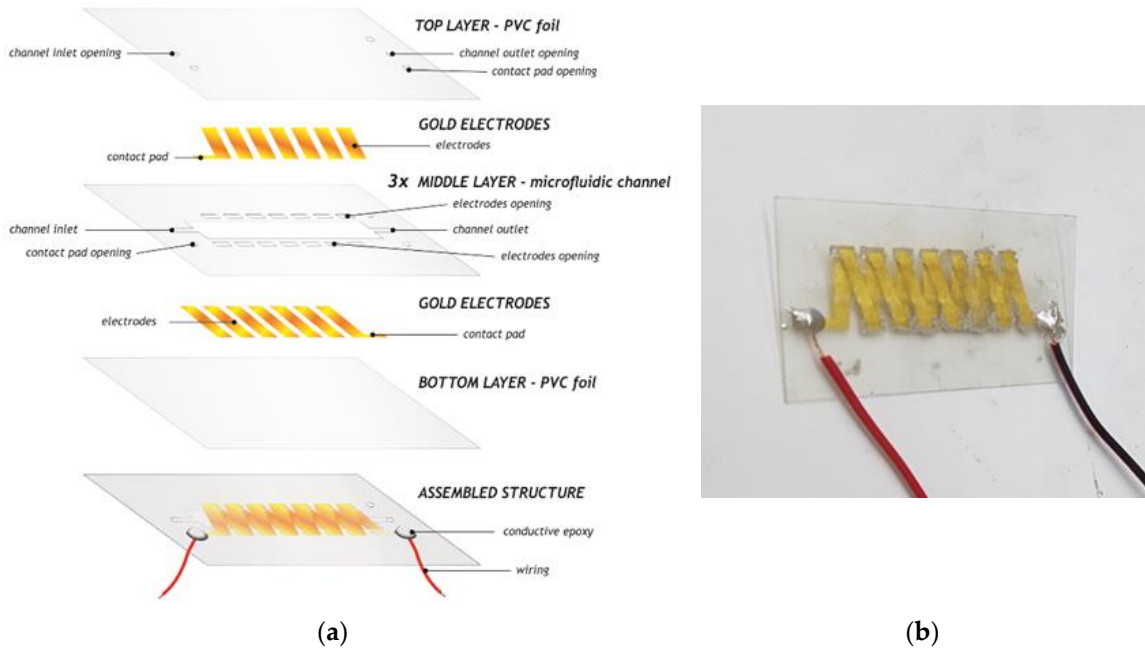 TOP LAYER - PVC foil
channel inlet opening
channel outlet opening
contact pad opening
GOLD ELECTRODES
electrodes
contact pad
3x MIDDLE LAYER - microfluidic channel
electrodes opening
channel inlet
channel outlet
contact pad opening
electrodes opening
GOLD ELECTRODES
electrodes
contact pad
BOTTOM LAYER - PVC foil
ASSEMBLED STRUCTURE
conductive epoxy
wiring
(a)
(b)